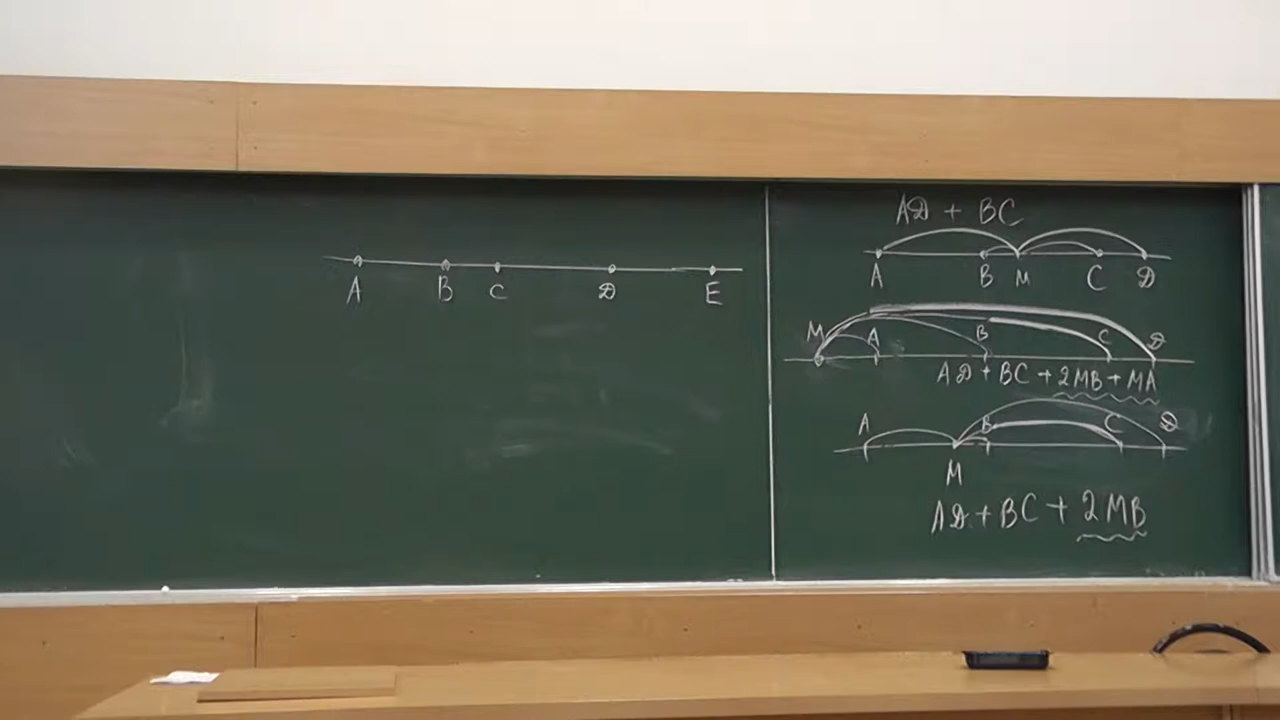 A B C D E
AD + BC
A B M C D
M A B C D
AD + BC + 2MB + MA
A B C D
M
AD + BC + 2MB